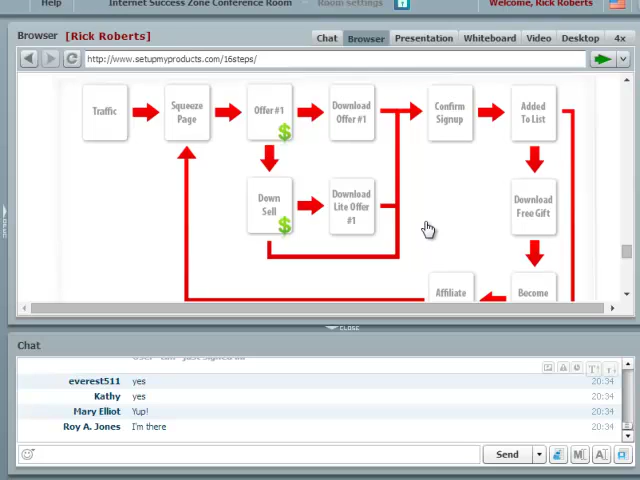 Help Internet Success Zone Conference Room Room settings Welcome, Rick Roberts
Browser [Rick Roberts] Chat Browser Presentation Whiteboard Video Desktop 4x
http://www.setupmyproducts.com/16steps/
Traffic
Squeeze
Page
Offer #1
$
Download
Offer #1
Confirm
Signup
Added
To List
Down
Sell
$
Download
Lite Offer
#1
Download
Free Gift
Affiliate
Become
CLOSE
Chat
everest511 yes 20:34
Kathy yes 20:34
Mary Elliot Yup! 20:34
Roy A. Jones I'm there 20:34
Send